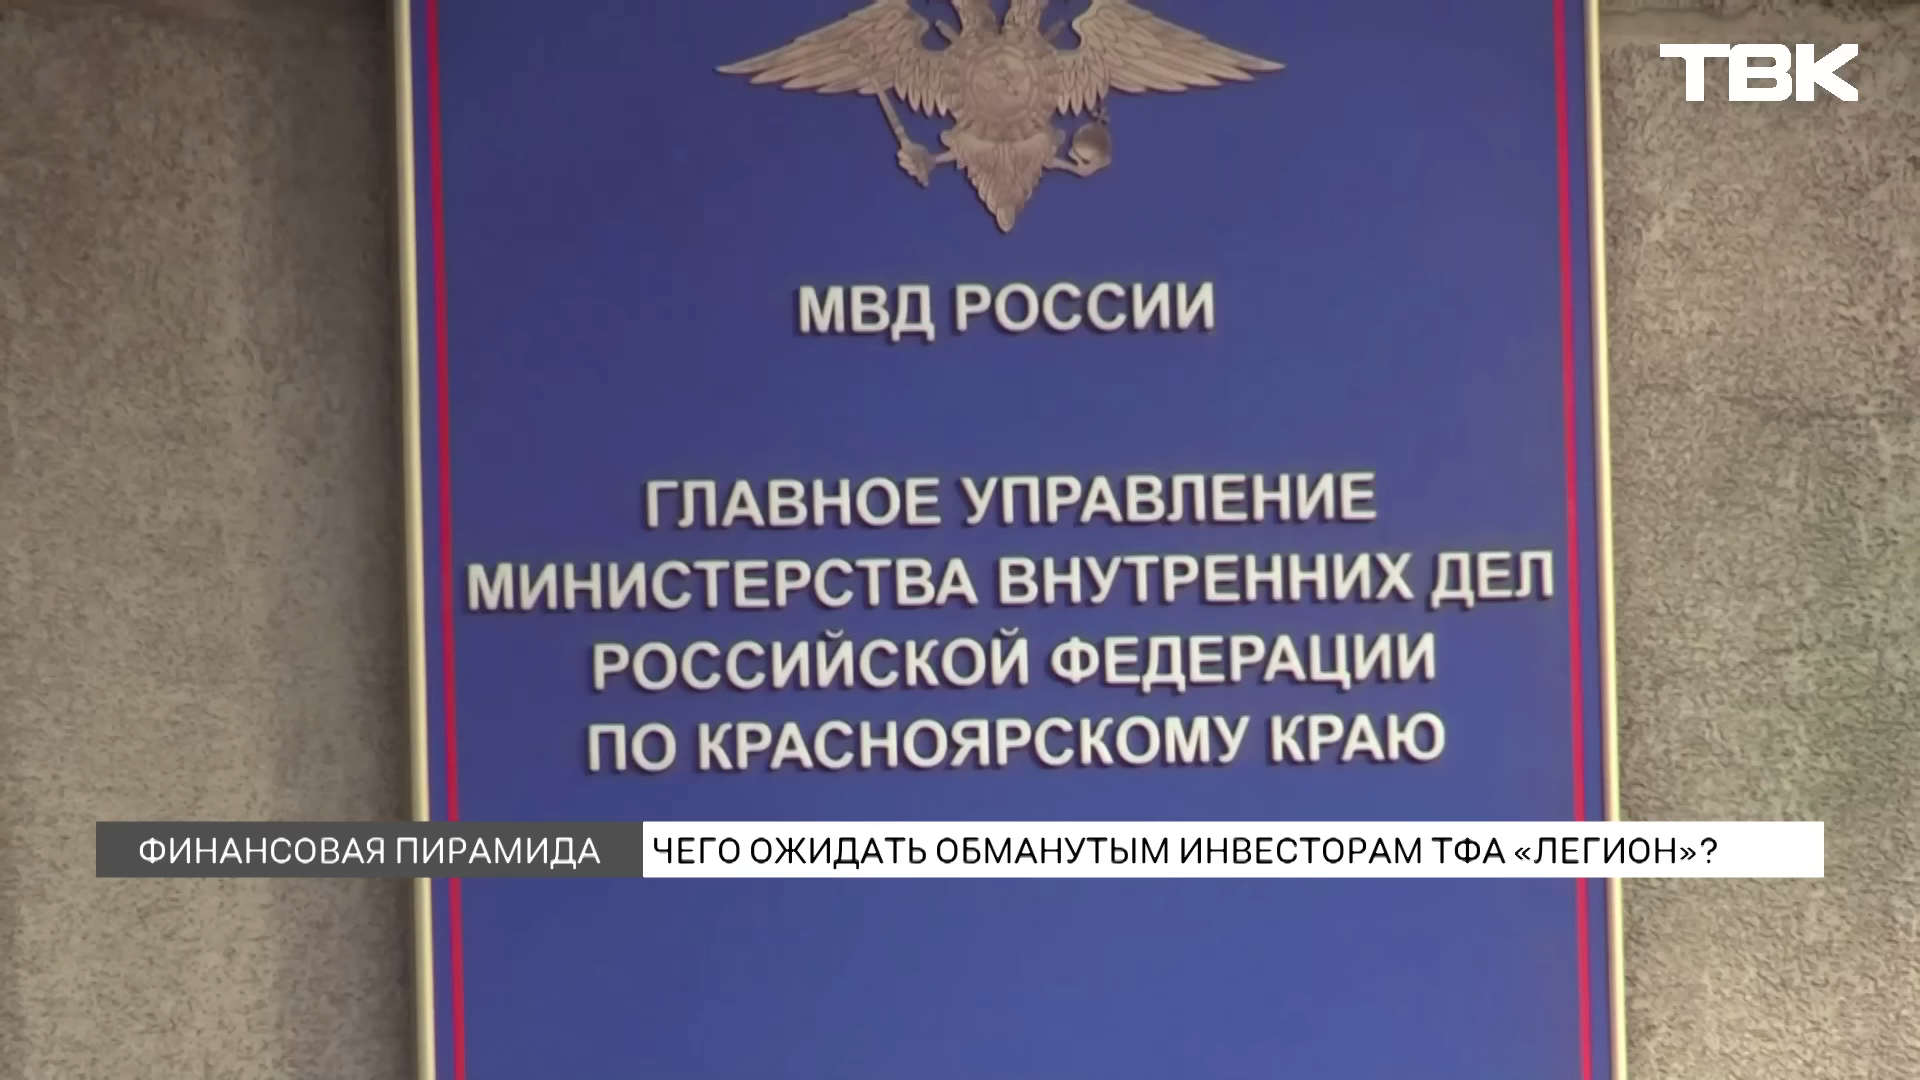 ТВК
МВД РОССИИ
ГЛАВНОЕ УПРАВЛЕНИЕ
МИНИСТЕРСТВА ВНУТРЕННИХ ДЕЛ
РОССИЙСКОЙ ФЕДЕРАЦИИ
ПО КРАСНОЯРСКОМУ КРАЮ
ФИНАНСОВАЯ ПИРАМИДА ЧЕГО ОЖИДАТЬ ОБМАНУТЫМ ИНВЕСТОРАМ ТФА «ЛЕГИОН»?